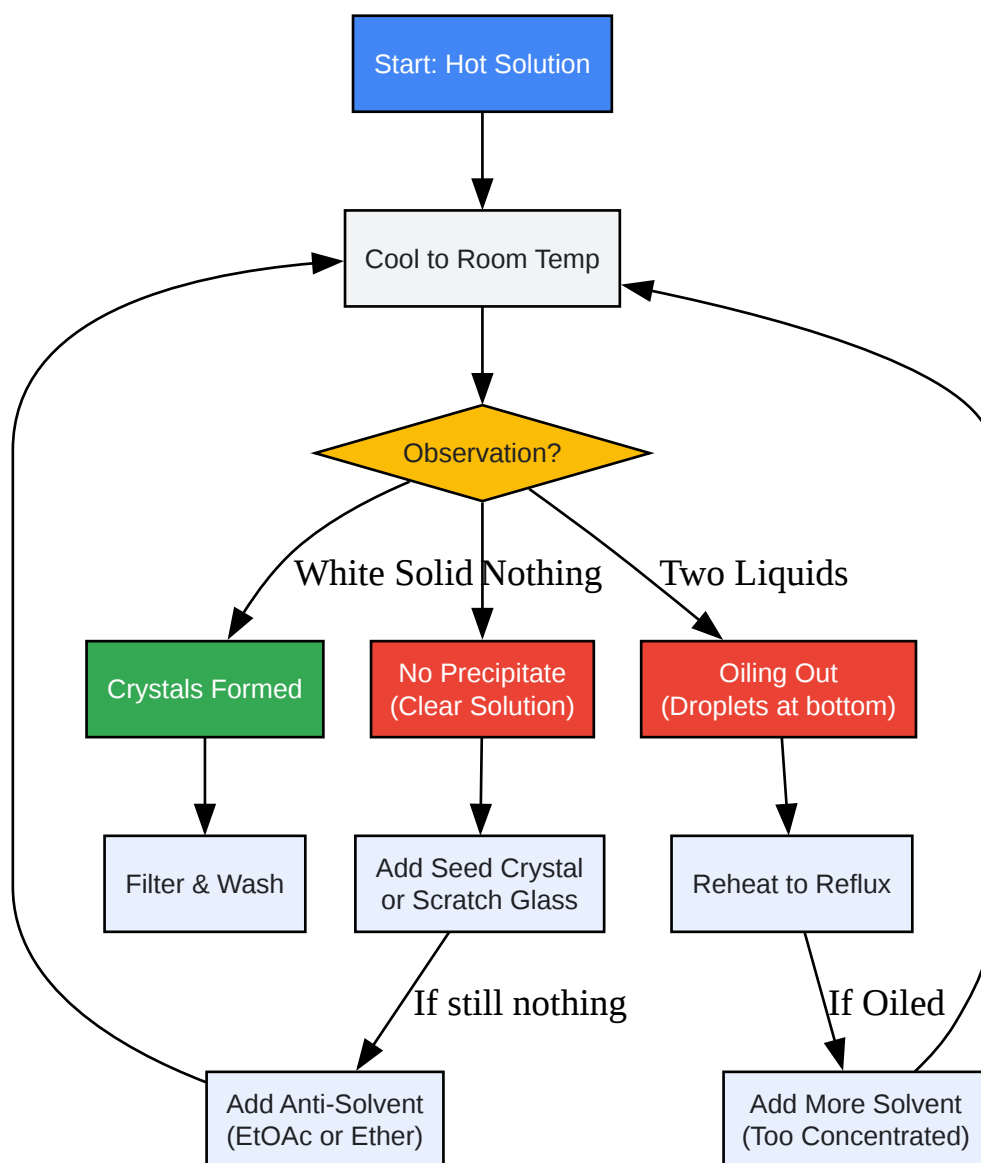 Start: Hot Solution
Cool to Room Temp
Observation?
White Solid
Nothing
Two Liquids
Crystals Formed
No Precipitate
(Clear Solution)
Oiling Out
(Droplets at bottom)
Filter & Wash
Add Seed Crystal
or Scratch Glass
Reheat to Reflux
If still nothing
If Oiled
Add Anti-Solvent
(EtOAc or Ether)
Add More Solvent
(Too Concentrated)